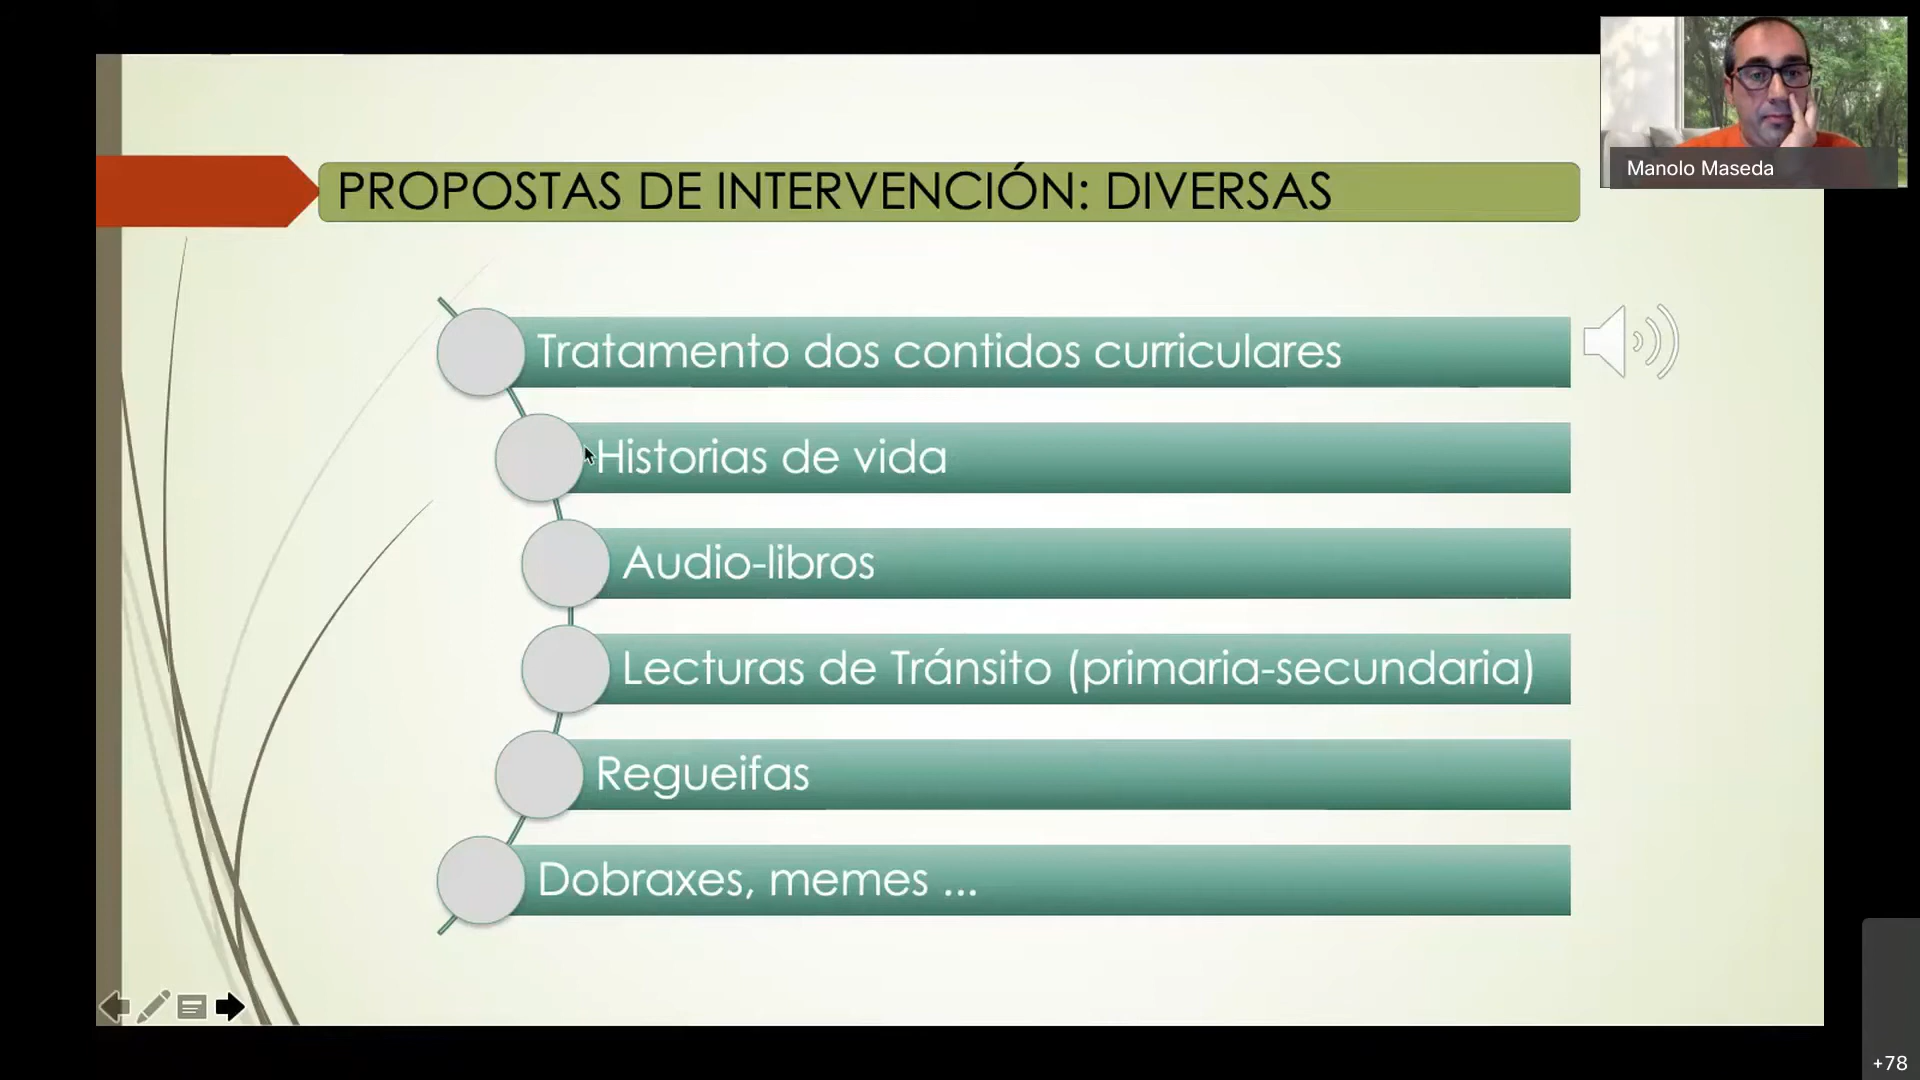 Manolo Maseda
PROPOSTAS DE INTERVENCIÓN: DIVERSAS
Tratamento dos contidos curriculares
Historias de vida
Audio-libros
Lecturas de Tránsito (primaria-secundaria)
Regueifas
Dobraxes, memes ...
+78